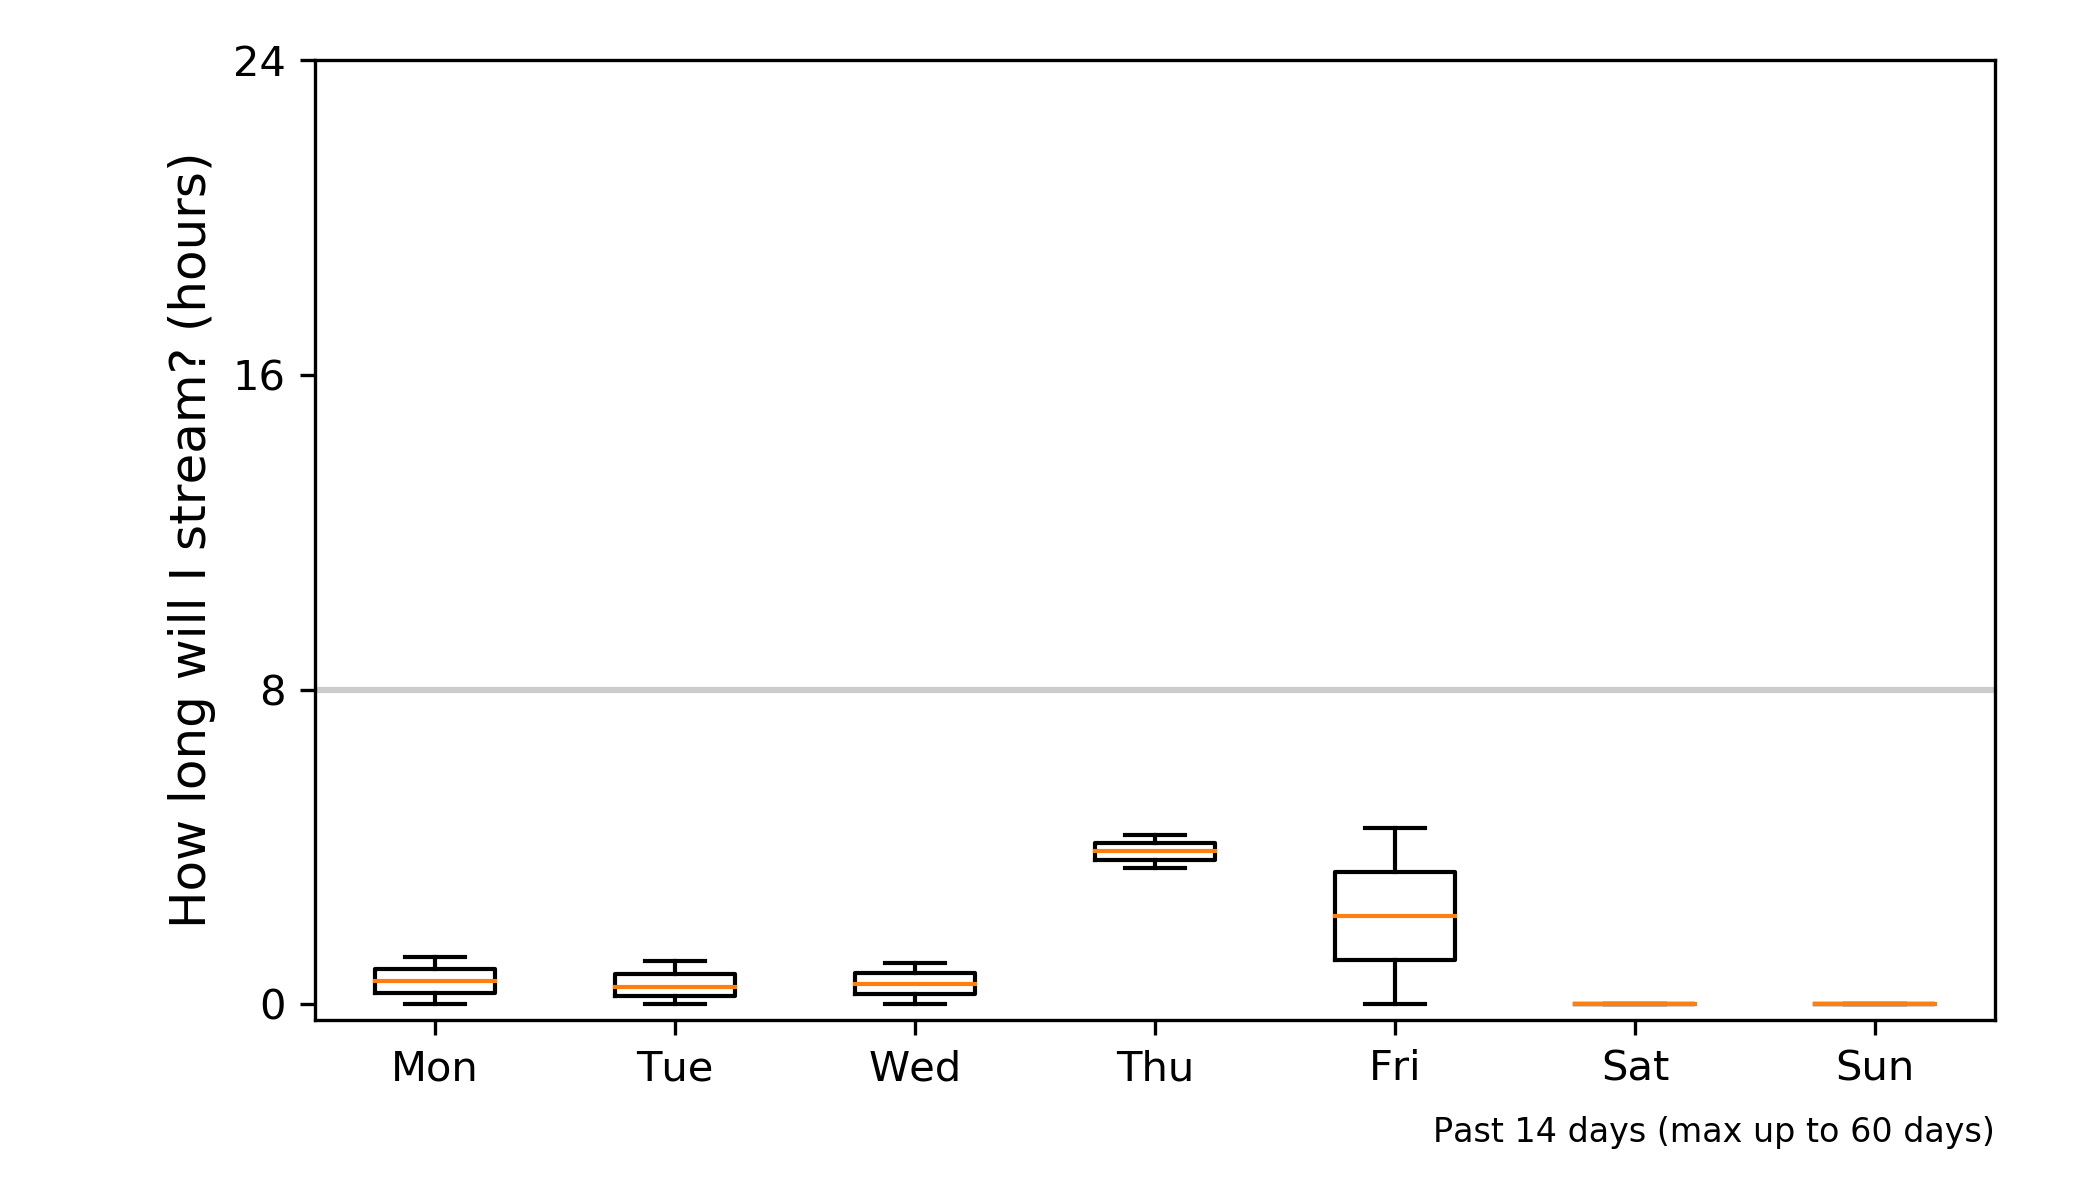 How long will I stream? (hours)
24
16
8
0
Mon Tue Wed Thu Fri Sat Sun
Past 14 days (max up to 60 days)